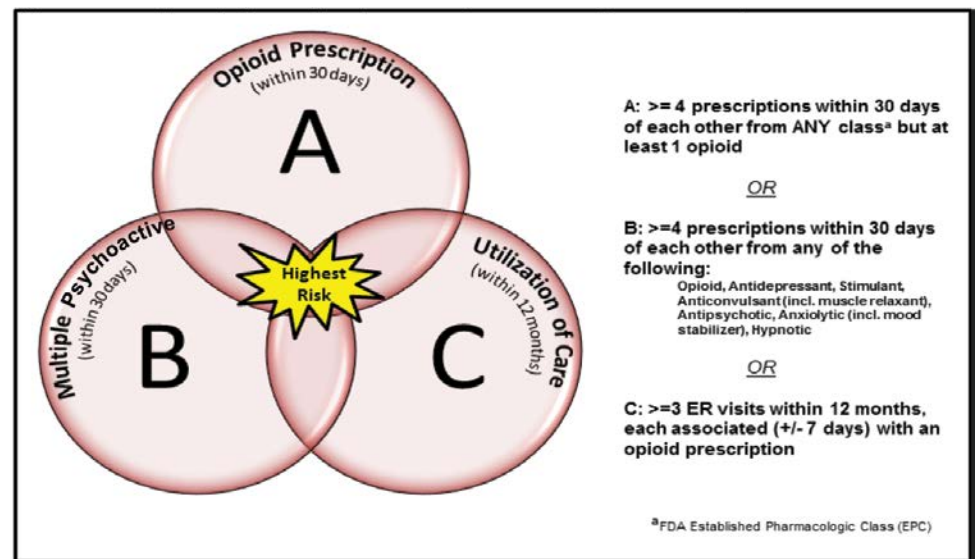 Opioid Prescription
(within 30 days)
A
Multiple Psychoactive
(within 30 days)
B
Utilization of Care
(within 12 months)
C
Highest
Risk
A: >= 4 prescriptions within 30 days
of each other from ANY classᵃ but at
least 1 opioid
OR
B: >=4 prescriptions within 30 days
of each other from any of the
following:
Opioid, Antidepressant, Stimulant,
Anticonvulsant (incl. muscle relaxant),
Antipsychotic, Anxiolytic (incl. mood
stabilizer), Hypnotic
OR
C: >=3 ER visits within 12 months,
each associated (+/- 7 days) with an
opioid prescription
ᵃFDA Established Pharmacologic Class (EPC)